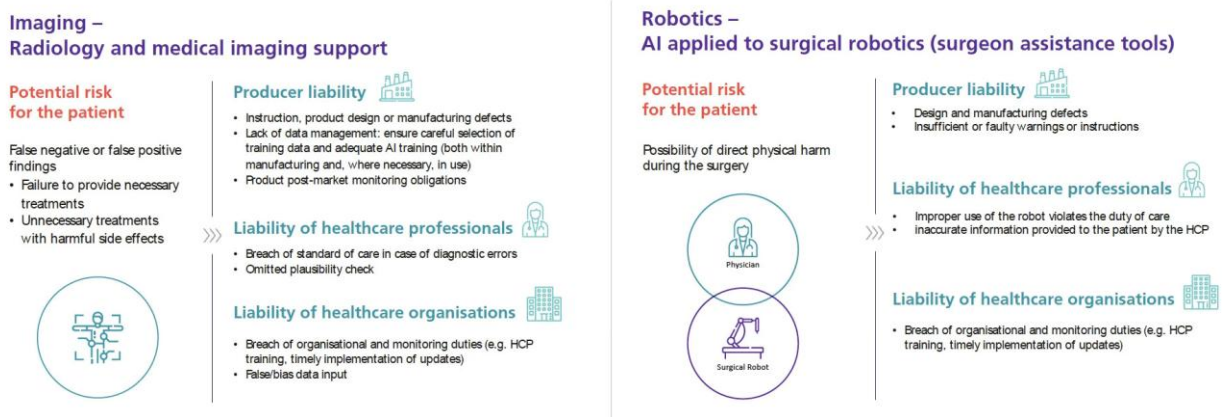 Imaging –
Radiology and medical imaging support
Potential risk
for the patient
False negative or false positive
findings
• Failure to provide necessary
treatments
• Unnecessary treatments
with harmful side effects
Producer liability
• Instruction, product design or manufacturing defects
• Lack of data management: ensure careful selection of
training data and adequate AI training (both within
manufacturing and, where necessary, in use)
• Product post-market monitoring obligations
Liability of healthcare professionals
• Breach of standard of care in case of diagnostic errors
• Omitted plausibility check
Liability of healthcare organisations
• Breach of organisational and monitoring duties (e.g. HCP
training, timely implementation of updates)
• False/bias data input
Robotics –
AI applied to surgical robotics (surgeon assistance tools)
Potential risk
for the patient
Possibility of direct physical harm
during the surgery
Physician
Surgical Robot
Producer liability
• Design and manufacturing defects
• Insufficient or faulty warnings or instructions
Liability of healthcare professionals
• Improper use of the robot violates the duty of care
• inaccurate information provided to the patient by the HCP
Liability of healthcare organisations
• Breach of organisational and monitoring duties (e.g. HCP
training, timely implementation of updates)